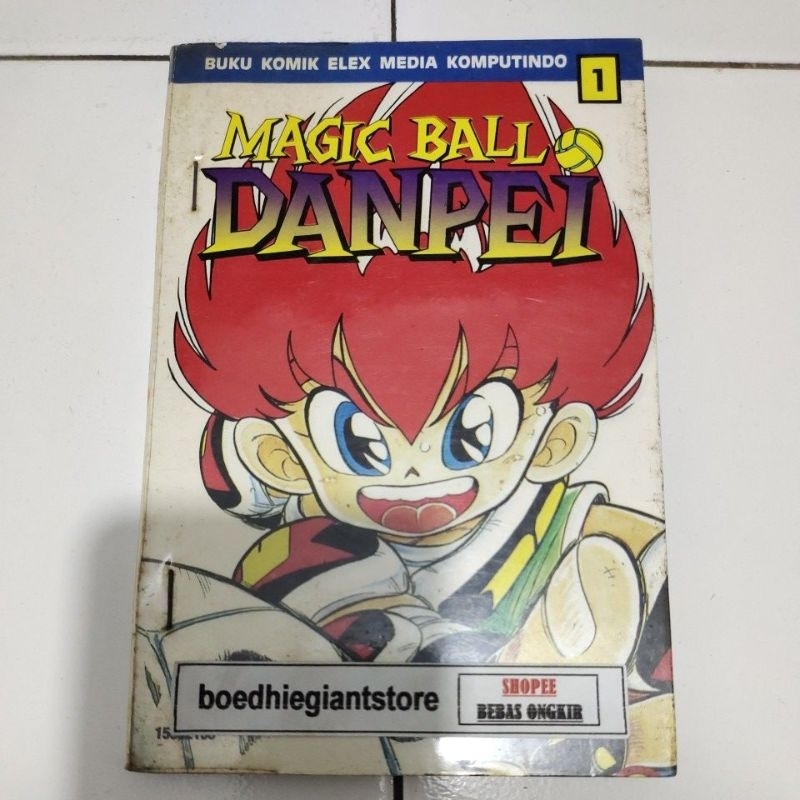 BUKU KOMIK ELEX MEDIA KOMPUTINDO
1
MAGIC BALL
DANPEI
boedhiegiantstore
SHOPEE
BEBAS ONGKIR